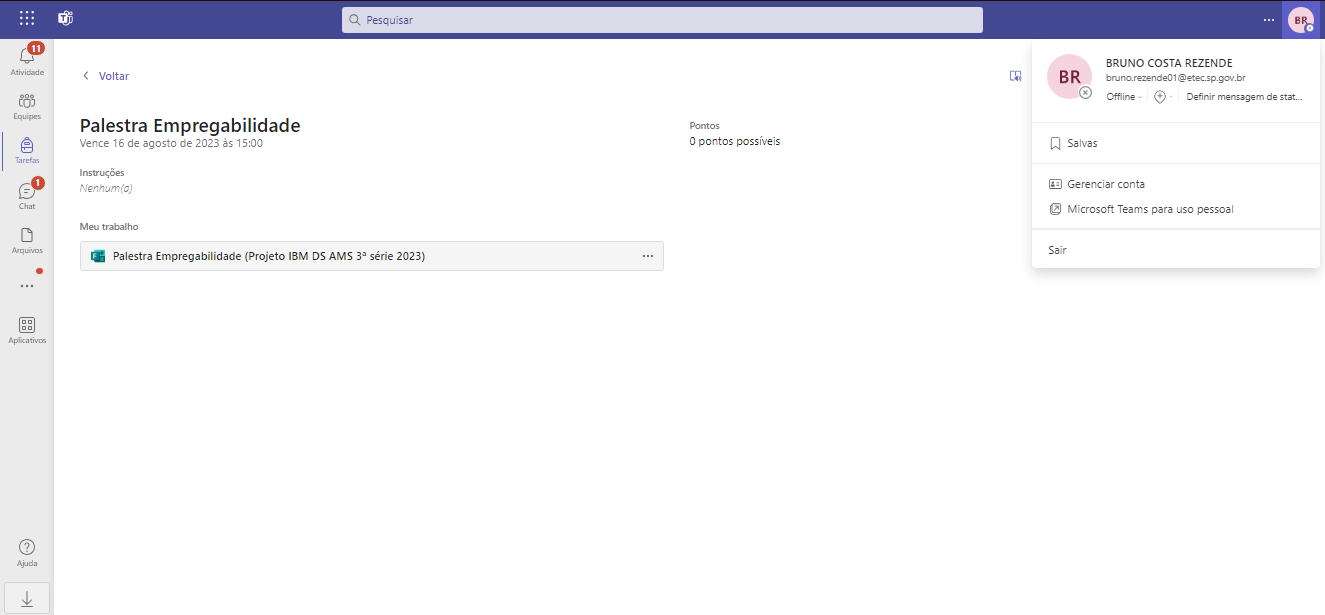 Pesquisar
BR
11
Atividade
Equipes
Tarefas
1
Chat
Arquivos
Aplicativos
Ajuda
Voltar
Palestra Empregabilidade
Vence 16 de agosto de 2023 às 15:00
Instruções
Nenhum(a)
Meu trabalho
Palestra Empregabilidade (Projeto IBM DS AMS 3ª série 2023)
Pontos
0 pontos possíveis
BR
BRUNO COSTA REZENDE
bruno.rezende01@etec.sp.gov.br
Offline
Definir mensagem de stat...
Salvas
Gerenciar conta
Microsoft Teams para uso pessoal
Sair